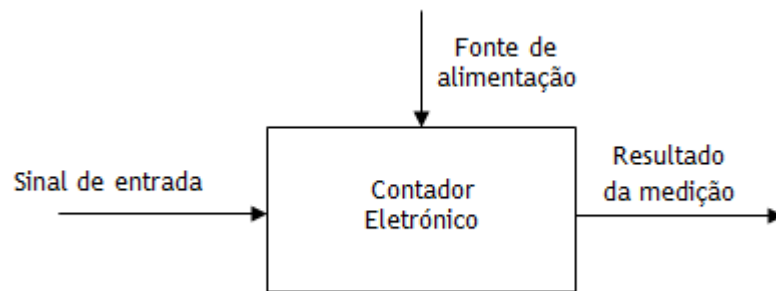 Fonte de
alimentação
Sinal de entrada
Contador
Eletrónico
Resultado
da medição